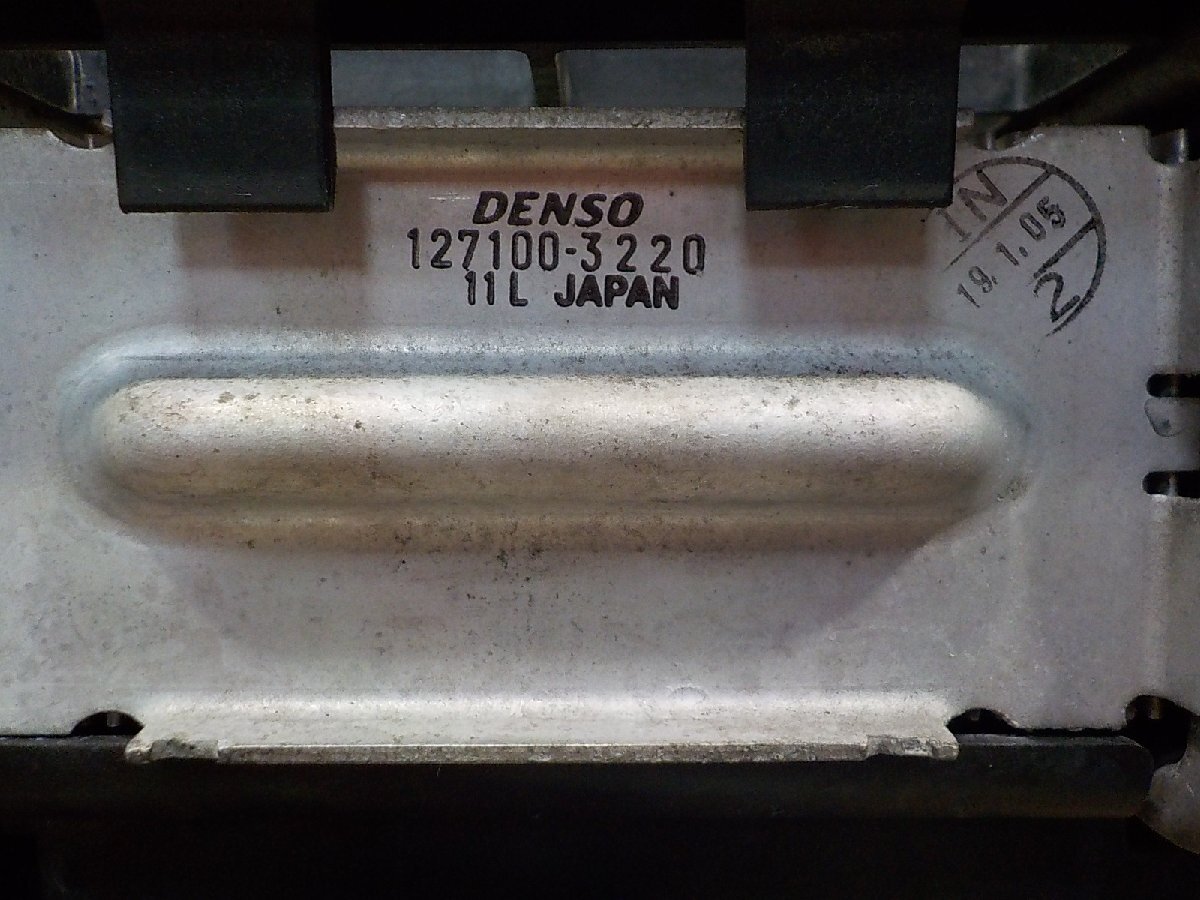 DENSO
127100-3220
11L JAPAN
IN
19.1.05
2